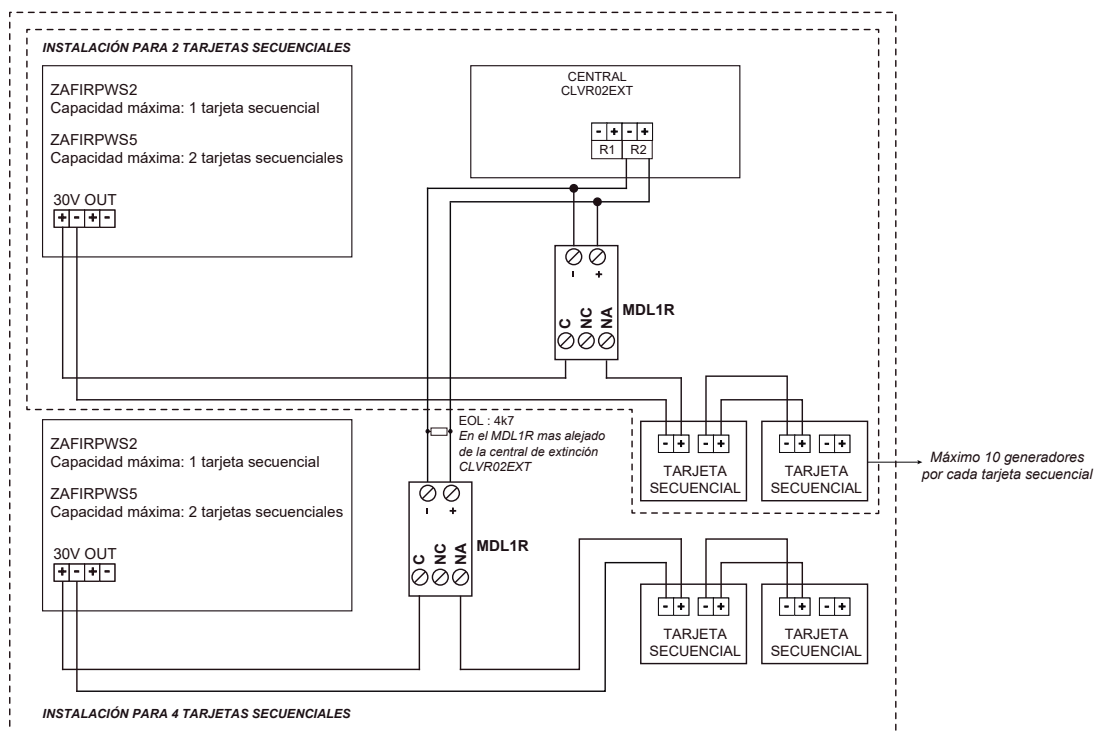 INSTALACIÓN PARA 2 TARJETAS SECUENCIALES
ZAFIRPWS2
Capacidad máxima: 1 tarjeta secuencial
ZAFIRPWS5
Capacidad máxima: 2 tarjetas secuenciales
30V OUT
+ - + -
CENTRAL
CLVR02EXT
- + - +
R1 R2
- +
MDL1R
C NC NA
EOL : 4k7
En el MDL1R mas alejado
de la central de extinción
CLVR02EXT
- + - +
TARJETA
SECUENCIAL
- + - +
TARJETA
SECUENCIAL
Máximo 10 generadores
por cada tarjeta secuencial
ZAFIRPWS2
Capacidad máxima: 1 tarjeta secuencial
ZAFIRPWS5
Capacidad máxima: 2 tarjetas secuenciales
30V OUT
+ - + -
- +
MDL1R
C NC NA
- + - +
TARJETA
SECUENCIAL
- + - +
TARJETA
SECUENCIAL
INSTALACIÓN PARA 4 TARJETAS SECUENCIALES